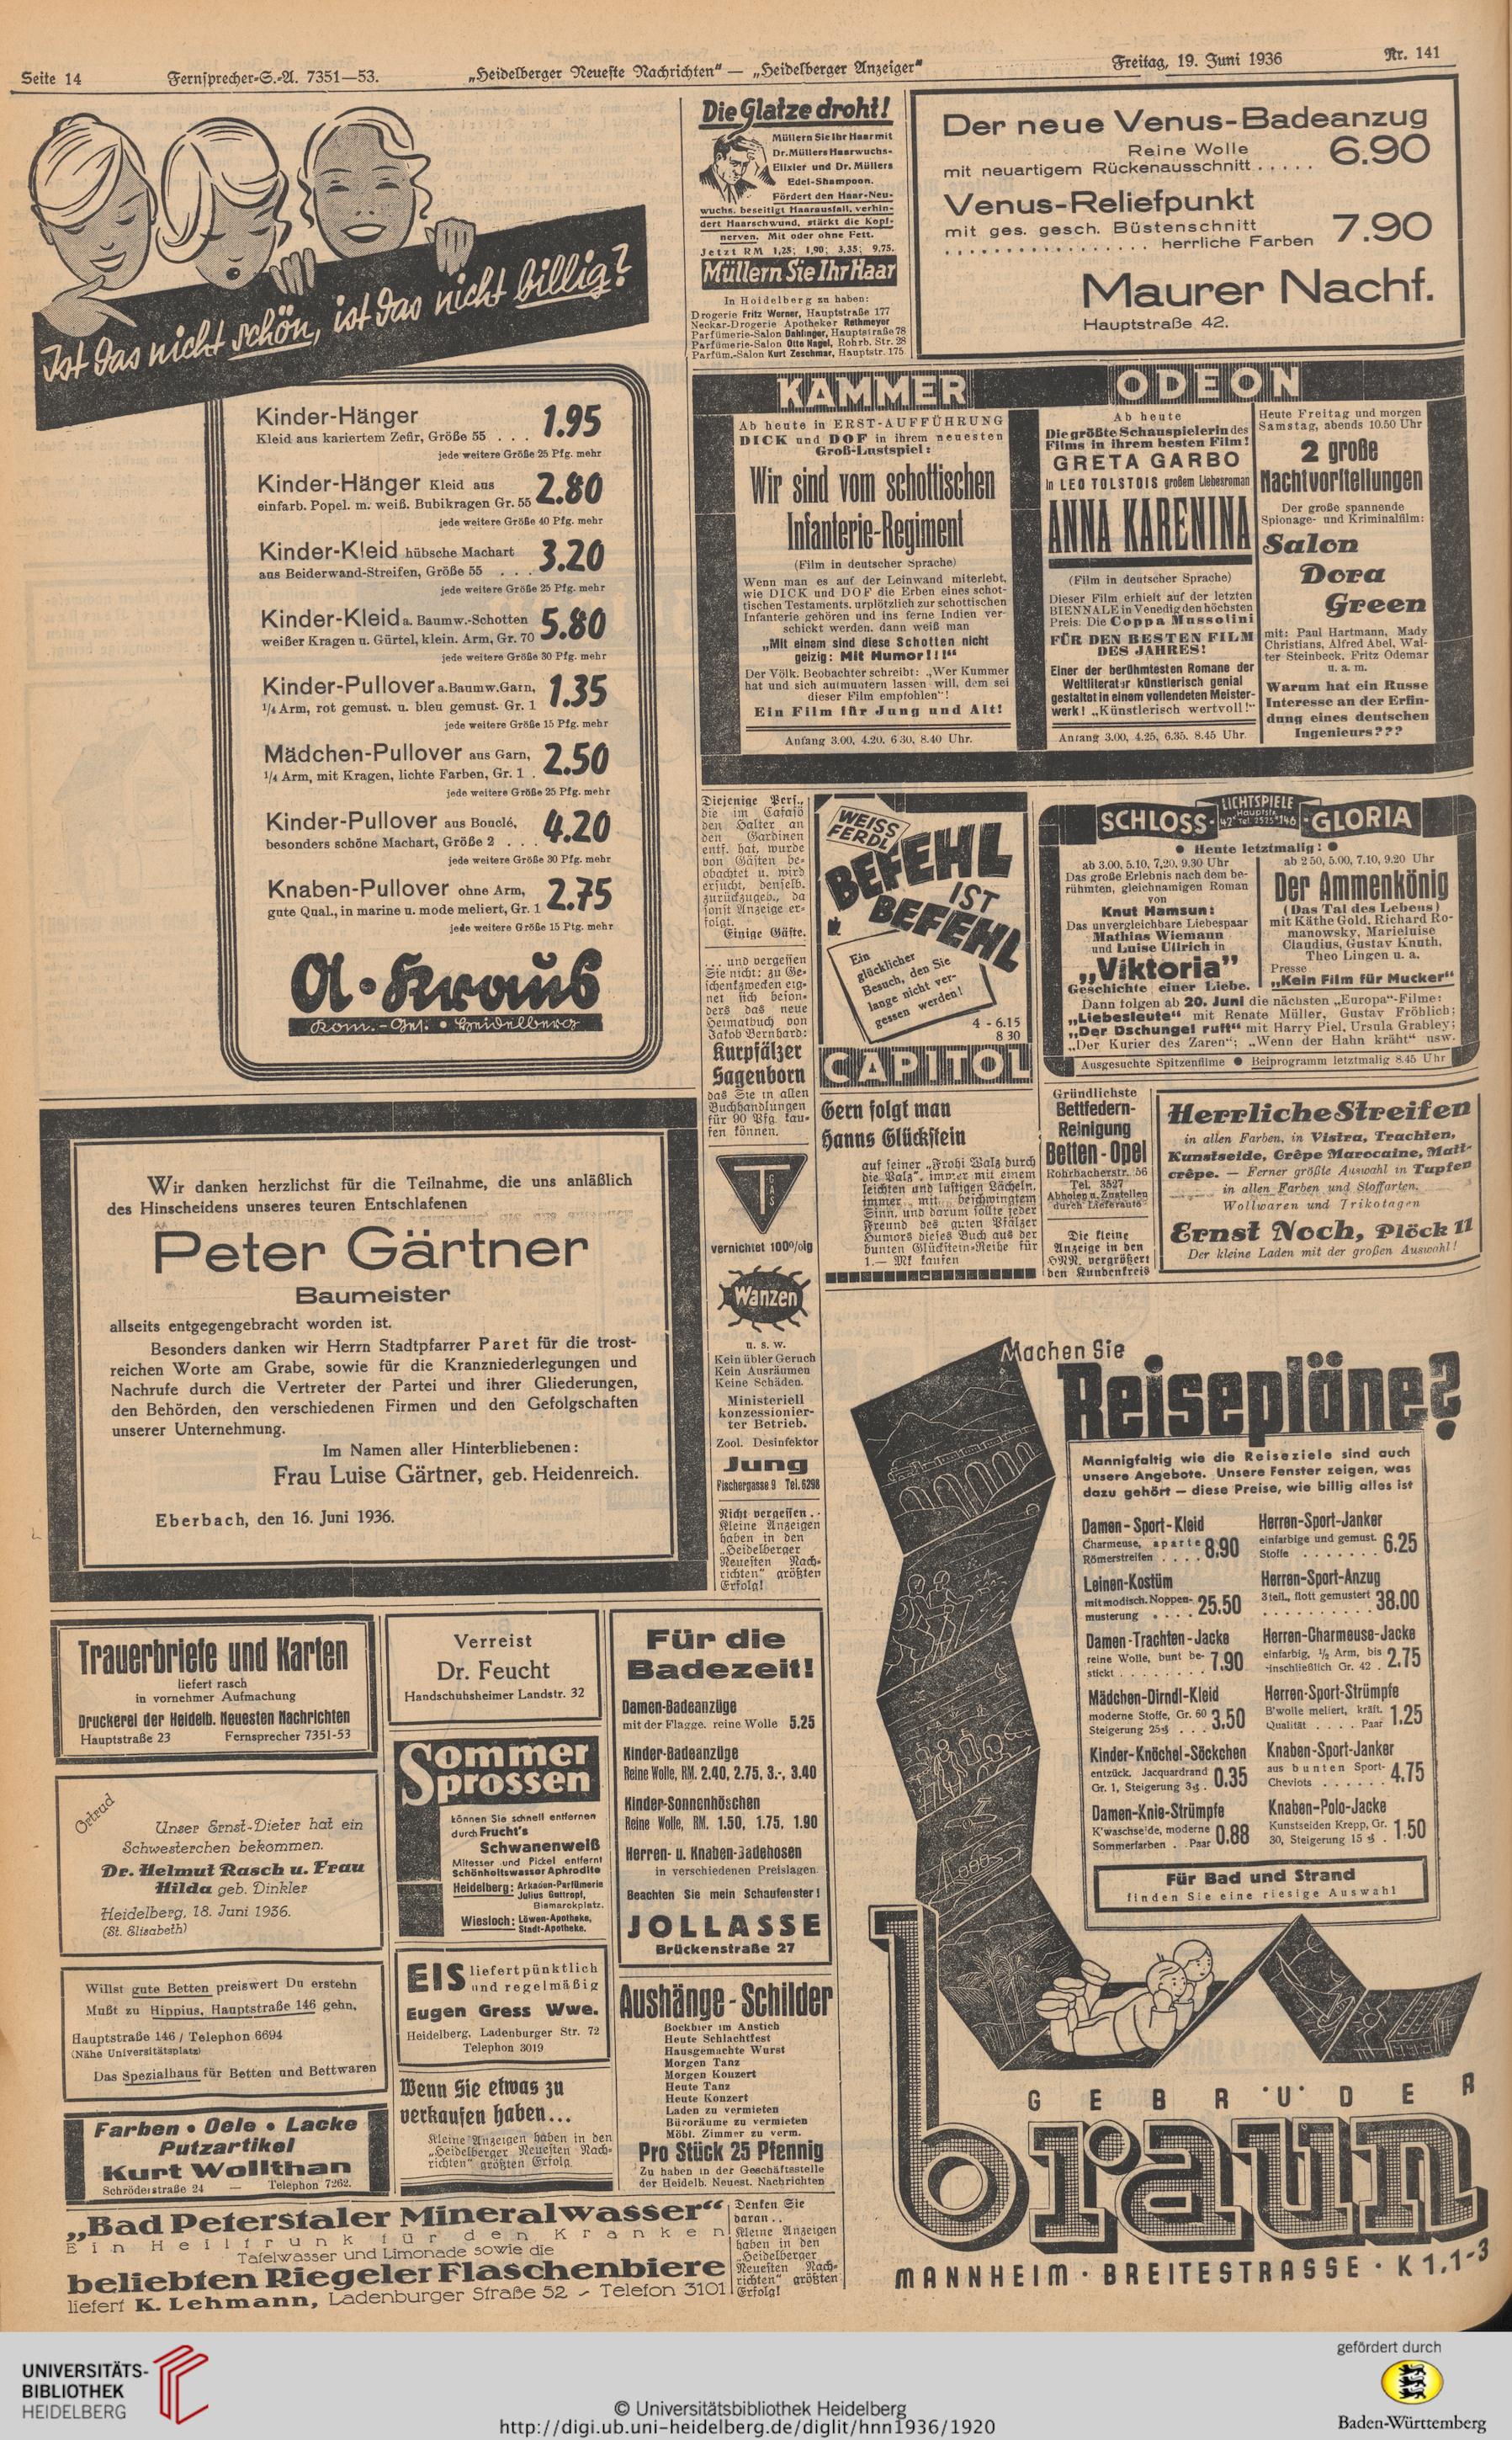 Seite 14
Fernsprecher-S.-A. 7351—53.
„Heidelberger Neueste Nachrichten“ — „Heidelberger Anzeiger“
Freitag, 19. Juni 1936
Nr. 141
Ist das nicht schön, ist das nicht billig?
Kinder-Hänger 1.95
Kleid aus kariertem Zefir, Größe 55 . . .
jede weitere Größe 25 Pfg. mehr
Kinder-Hänger Kleid aus 2.80
einfarb. Popel. m. weiß. Bubikragen Gr. 55
jede weitere Größe 40 Pfg. mehr
Kinder-Kleid hübsche Machart 3.20
aus Beiderwand-Streifen, Größe 55 . . .
jede weitere Größe 25 Pfg. mehr
Kinder-Kleid a. Baumw.-Schotten 5.80
weißer Kragen u. Gürtel, klein. Arm, Gr. 70
jede weitere Größe 30 Pfg. mehr
Kinder-Pullover a. Baumw. Garn, 1.35
1/4 Arm, rot gemust. u. bleu gemust. Gr. 1
jede weitere Größe 15 Pfg. mehr
Mädchen-Pullover aus Garn, 2.50
1/4 Arm, mit Kragen, lichte Farben, Gr. 1 .
jede weitere Größe 25 Pfg. mehr
Kinder-Pullover aus Bouclé, 4.20
besonders schöne Machart, Größe 2 . . .
jede weitere Größe 30 Pfg. mehr
Knaben-Pullover ohne Arm, 2.75
gute Qual., in marine u. mode meliert, Gr. 1
jede weitere Größe 15 Pfg. mehr
A. Kraus
Kom.-Ges. • Heidelberg
Die Glatze droht!
Müllern Sie Ihr Haar mit
Dr. Müllers Haarwuchs-
Elixier und Dr. Müllers
Edel-Shampoon.
Fördert den Haar-Neu-
wuchs, beseitigt Haarausfall, verhin-
dert Haarschwund, stärkt die Kopf-
nerven. Mit oder ohne Fett.
Jetzt RM 1,25; 1,90; 3,35; 9,75.
Müllern Sie Ihr Haar
In Heidelberg zu haben:
Drogerie Fritz Werner, Hauptstraße 177
Neckar-Drogerie Apotheker Rathmeyer
Parfümerie-Salon Dahlinger, Hauptstraße 78
Parfümerie-Salon Otto Nagel, Rohrb. Str. 28
Parfüm.-Salon Kurt Zeschmar, Hauptstr. 175
Der neue Venus-Badeanzug
Reine Wolle 6.90
mit neuartigem Rückenausschnitt . . . . .
Venus-Reliefpunkt
mit ges. gesch. Büstenschnitt 7.90
herrliche Farben
Maurer Nachf.
Hauptstraße 42.
KAMMER
Ab heute in ERST-AUFFÜHRUNG
DICK und DOF in ihrem neuesten
Groß-Lustspiel:
Wir sind vom schottischen
Infanterie-Regiment
(Film in deutscher Sprache)
Wenn man es auf der Leinwand miterlebt,
wie DICK und DOF die Erben eines schot-
tischen Testaments, urplötzlich zur schottischen
Infanterie gehören und ins ferne Indien ver-
schickt werden, dann weiß man
„Mit einem sind diese Schotten nicht
geizig: Mit Humor!!!“
Der Völk. Beobachter schreibt: „Wer Kummer
hat und sich aufmuntern lassen will, dem sei
dieser Film empfohlen“!
Ein Film für Jung und Alt!
Anfang 3.00, 4.20, 6.30, 8.40 Uhr.
ODEON
Ab heute
Die größte Schauspielerin des
Films in ihrem besten Film!
GRETA GARBO
in LEO TOLSTOIS großem Liebesroman
ANNA KARENINA
(Film in deutscher Sprache)
Dieser Film erhielt auf der letzten
BIENNALE in Venedig den höchsten
Preis: Die Coppa Mussolini
FÜR DEN BESTEN FILM
DES JAHRES!
Einer der berühmtesten Romane der
Weltliteratur künstlerisch genial
gestaltet in einem vollendeten Meister-
werk! „Künstlerisch wertvoll!“
Anfang 3.00, 4.25, 6.35, 8.45 Uhr
Heute Freitag und morgen
Samstag, abends 10.50 Uhr
2 große
Nachtvorstellungen
Der große spannende
Spionage- und Kriminalfilm:
Salon
Dora
Green
mit: Paul Hartmann, Mady
Christians, Alfred Abel, Wal-
ter Steinbeck, Fritz Odemar
u. a. m.
Warum hat ein Russe
Interesse an der Erfin-
dung eines deutschen
Ingenieurs???
Diejenige Pers.,
die im Cafasö
den Halter an
den Gardinen
entf. hat, wurde
von Gästen be-
obachtet u. wird
ersucht, denselb.
zurückzugeb., da
sonst Anzeige er-
folgt.
Einige Gäste.
... und vergessen
Sie nicht: zu Ge-
schenkzwecken eig-
net sich beson-
ders das neue
Heimatbuch von
Jakob Bernhard:
Kurpfälzer
Sagenborn
das Sie in allen
Buchhandlungen
für 90 Pfg. kau-
fen können.
WEISS
FERDL
BEFEHL
IST
BEFEHL
Ein
glücklicher
Besuch, den Sie
lange nicht ver-
gessen werden!
4 - 6.15
8.30
CAPITOL
SCHLOSS- LICHTSPIELE -GLORIA
Hauptstr.
42 Tel. 2525 146
• Heute letztmalig: •
ab 3.00, 5.10, 7.20, 9.30 Uhr
Das große Erlebnis nach dem be-
rühmten, gleichnamigen Roman
von
Knut Hamsun:
Das unvergleichbare Liebespaar
Mathias Wiemann
und Luise Ullrich in
„Viktoria”
Geschichte einer Liebe.
ab 2.50, 5.00, 7.10, 9.20 Uhr
Der Ammenkönig
(Das Tal des Lebens)
mit Käthe Gold, Richard Ro-
manowsky, Marieluise
Claudius, Gustav Knuth,
Theo Lingen u. a.
Presse
„Kein Film für Mucker“
Dann folgen ab 20. Juni die nächsten „Europa“-Filme:
„Liebesleute“ mit Renate Müller, Gustav Fröhlich;
„Der Dschungel ruft“ mit Harry Piel, Ursula Grabley;
„Der Kurier des Zaren“; „Wenn der Hahn kräht“ usw.
Ausgesuchte Spitzenfilme • Beiprogramm letztmalig 8.45 Uhr
Gern folgt man
Hanns Glückstein
auf seiner „Frohi Walz durch
die Palz“, immer mit einem
leichten und lustigen Lächeln,
immer mit beschwingtem
Sinn, und darum sollte jeder
Freund des guten Pfälzer
Humors dieses Buch aus der
bunten Glückstein-Reihe für
1.— Mk kaufen
Gründlichste
Bettfedern-
Reinigung
Betten-Opel
Rohrbacherstr. 56
Tel. 3527
Abholen u. Zustellen
durch Lieferauto
Die kleine
Anzeige in den
HNN. vergrößert
den Kundenkreis
Herrliche Streifen
in allen Farben, in Vistra, Trachten,
Kunstseide, Crêpe Marocaine, Matt-
crêpe. — Ferner größte Auswahl in Tupfen
in allen Farben und Stoffarten.
Wollwaren und Trikotagen
Ernst Noch, Plöck 11
Der kleine Laden mit der großen Auswahl!
Wir danken herzlichst für die Teilnahme, die uns anläßlich
des Hinscheidens unseres teuren Entschlafenen
Peter Gärtner
Baumeister
allseits entgegengebracht worden ist.
Besonders danken wir Herrn Stadtpfarrer Paret für die trost-
reichen Worte am Grabe, sowie für die Kranzniederlegungen und
Nachrufe durch die Vertreter der Partei und ihrer Gliederungen,
den Behörden, den verschiedenen Firmen und den Gefolgschaften
unserer Unternehmung.
Im Namen aller Hinterbliebenen:
Frau Luise Gärtner, geb. Heidenreich.
Eberbach, den 16. Juni 1936.
T
GAS
vernichtet 100%ig
Wanzen
u. s. w.
Kein übler Geruch
Kein Ausräumen
Keine Schäden.
Ministeriell
konzessionier-
ter Betrieb.
Zool. Desinfektor
Jung
Fischergasse 9 Tel. 6298
Nicht vergessen . .
Kleine Anzeigen
haben in den
„Heidelberger
Neuesten Nach-
richten“ größten
Erfolg!
Trauerbriefe und Karten
liefert rasch
in vornehmer Aufmachung
Druckerei der Heidelb. Neuesten Nachrichten
Hauptstraße 23 Fernsprecher 7351-53
Ortrud
Unser Ernst-Dieter hat ein
Schwesterchen bekommen.
Dr. Helmut Rasch u. Frau
Hilda geb. Dinkler
Heidelberg, 18. Juni 1936.
(St. Elisabeth)
Willst gute Betten preiswert Du erstehn
Mußt zu Hippius, Hauptstraße 146 gehn,
Hauptstraße 146 / Telephon 6694
(Nähe Universitätsplatz)
Das Spezialhaus für Betten und Bettwaren
Farben • Oele • Lacke
Putzartikel
Kurt Wollthan
Schröderstraße 24 — Telephon 7262.
Verreist
Dr. Feucht
Handschuhsheimer Landstr. 32
Sommer
sprossen
können Sie schnell entfernen
durch Frucht's
Schwanenweiß
Mitesser und Pickel entfernt
Schönheitswasser Aphrodite
Heidelberg: Arkaden-Parfümerie
Julius Guttropf,
Bismarckplatz.
Wiesloch: Löwen-Apotheke,
Stadt-Apotheke.
EIS liefert pünktlich
und regelmäßig
Eugen Gress Wwe.
Heidelberg, Ladenburger Str. 72
Telephon 3019
Wenn Sie etwas zu
verkaufen haben...
Kleine Anzeigen haben in den
„Heidelberger Neuesten Nach-
richten“ größten Erfolg
Für die
Badezeit!
Damen-Badeanzüge
mit der Flagge, reine Wolle 5.25
Kinder-Badeanzüge
Reine Wolle, RM. 2.40, 2.75, 3.-, 3.40
Kinder-Sonnenhöschen
Reine Wolle, RM. 1.50, 1.75, 1.90
Herren- u. Knaben-Badehosen
in verschiedenen Preislagen.
Beachten Sie mein Schaufenster!
JOLLASSE
Brückenstraße 27
Aushänge-Schilder
Bockbier im Anstich
Heute Schlachtfest
Hausgemachte Wurst
Morgen Tanz
Morgen Konzert
Heute Tanz
Heute Konzert
Laden zu vermieten
Büroräume zu vermieten
Möbl. Zimmer zu verm.
Pro Stück 25 Pfennig
Zu haben in der Geschäftsstelle
der Heidelb. Neuest. Nachrichten
„Bad Peterstaler Mineralwasser“
Ein Heiltrunk für den Kranken
Tafelwasser und Limonade sowie die
beliebten Riegeler Flaschenbiere
liefert K. Lehmann, Ladenburger Straße 52 - Telefon 3101
Denken Sie
daran..
Kleine Anzeigen
haben in den
„Heidelberger
Neuesten Nach-
richten“ größten
Erfolg!
Machen Sie
Reisepläne?
Mannigfaltig wie die Reiseziele sind auch
unsere Angebote. Unsere Fenster zeigen, was
dazu gehört — diese Preise, wie billig alles ist
Damen-Sport-Kleid
Charmeuse, aparte 8.90
Römerstreifen . . . .
Leinen-Kostüm
mit modisch. Noppen- 25.50
musterung . . . .
Damen-Trachten-Jacke
reine Wolle, bunt be- 7.90
stickt . . . . . . . .
Mädchen-Dirndl-Kleid
moderne Stoffe, Gr. 60 3.50
Steigerung 25₰ . . .
Kinder-Knöchel-Söckchen
entzück. Jacquardrand 0.35
Gr. 1, Steigerung 3₰ .
Damen-Knie-Strümpfe
K'waschseide, moderne 0.88
Sommerfarben . . Paar
Herren-Sport-Janker
einfarbige und gemust. 6.25
Stoffe . . . . . . .
Herren-Sport-Anzug
3teil., flott gemustert 38.00
Herren-Charmeuse-Jacke
einfarbig, 1/2 Arm, bis 2.75
einschließlich Gr. 42 .
Herren-Sport-Strümpfe
B'wolle meliert, kräft. 1.25
Qualität . . . . Paar
Knaben-Sport-Janker
aus bunten Sport- 4.75
Cheviots . . . . . .
Knaben-Polo-Jacke
Kunstseiden Krepp, Gr. 1.50
30, Steigerung 15 ₰ .
Für Bad und Strand
finden Sie eine riesige Auswahl
GEBRÜDER
braun
MANNHEIM · BREITESTRASSE · K 1,1-3
UNIVERSITÄTS-
BIBLIOTHEK
HEIDELBERG
© Universitätsbibliothek Heidelberg
http://digi.ub.uni-heidelberg.de/diglit/hnn1936/1920
gefördert durch
Baden-Württemberg